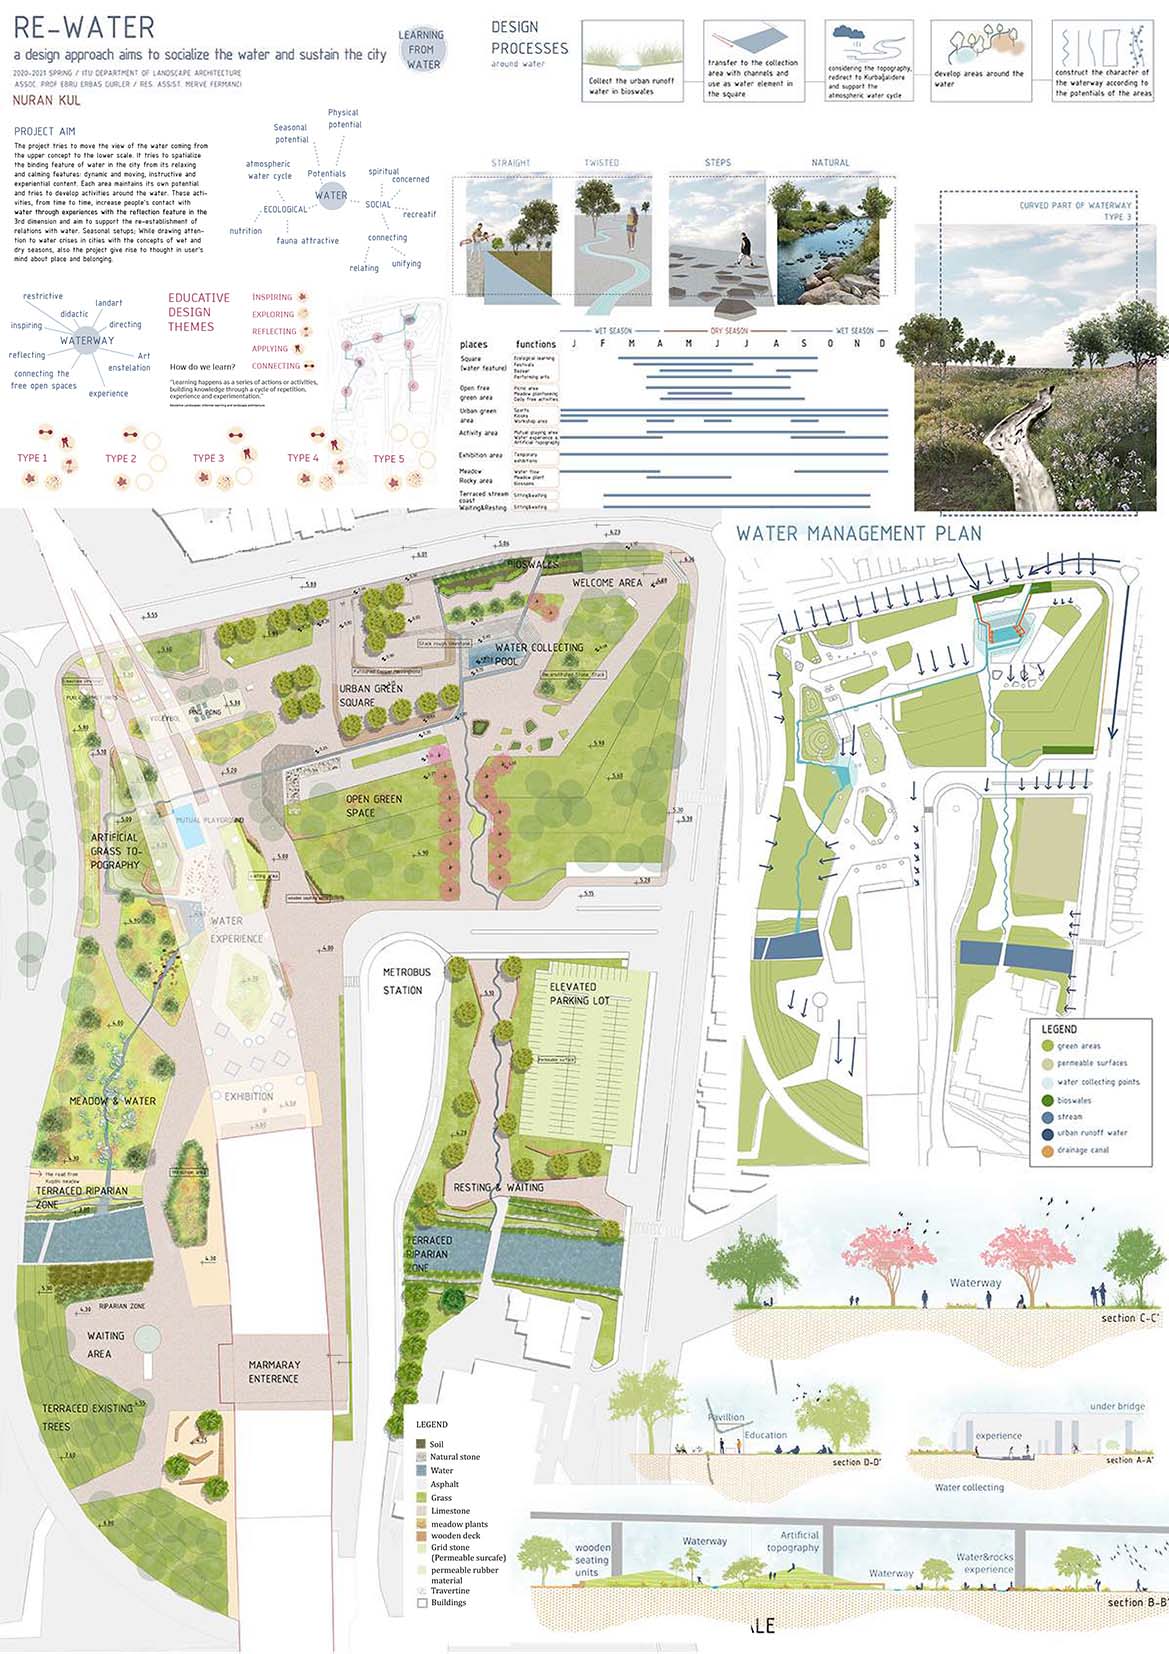 RE-WATER
a design approach aims to socialize the water and sustain the city
2020-2021 SPRING / ITU DEPARTMENT OF LANDSCAPE ARCHITECTURE
ASSOC. PROF EBRU ERBAS GURLER / RES. ASSIST. MERVE FERMANCI
NURAN KUL
LEARNING
FROM
WATER
DESIGN
PROCESSES
around water
Collect the urban runoff
water in bioswales
transfer to the collection
area with channels and
use as water element in
the square
considering the topography,
redirect to Kurbağalıdere
and support the
atmospheric water cycle
develop areas around the
water
construct the character of
the waterway according to
the potentials of the areas
PROJECT AIM
The project tries to move the view of the water coming from
the upper concept to the lower scale. It tries to spatialize
the binding feature of water in the city from its relaxing
and calming features: dynamic and moving, instructive and
experiential content. Each area maintains its own potential
and tries to develop activities around the water. These acti-
vities, from time to time, increase people's contact with
water through experiences with the reflection feature in the
3rd dimension and aim to support the re-establishment of
relations with water. Seasonal setups; While drawing atten-
tion to water crises in cities with the concepts of wet and
dry seasons, also the project give rise to thought in user's
mind about place and belonging.
Physical
potential
Seasonal
potential
atmospheric
water cycle
Potentials
WATER
spiritual
concerned
ECOLOGICAL
SOCIAL
recreatif
nutrition
fauna attractive
connecting
relating
unifying
restrictive
landart
didactic
inspiring
directing
WATERWAY
reflecting
Art
enstelation
connecting the
free open spaces
experience
EDUCATIVE
DESIGN
THEMES
INSPIRING
EXPLORING
REFLECTING
APPLYING
CONNECTING
How do we learn?
"Learning happens as a series of actions or activities,
building knowledge through a cycle of repetition,
experience and experimentation."
TYPE 1
TYPE 2
TYPE 3
TYPE 4
TYPE 5
STRAIGHT
TWISTED
STEPS
NATURAL
CURVED PART OF WATERWAY
TYPE 3
WET SEASON
DRY SEASON
WET SEASON
places
functions
J F M A M J J A S O N D
Square
(water feature)
Ecological learning
Festivals
Bazaar
Performing arts
Open free
green area
Picnic area
Meadow planteening
Daily free activities
Urban green
area
Sports
Kiosks
Workshop area
Activity area
Mutual playing area
Water experience a.
Artificial topography
Exhibition area
Temporary
exhibitions
Meadow
Rocky area
Water flow
Meadow plant
blossoms
Terraced stream
coast
Sitting&eating
Waiting&Resting
Sitting&eating
WATER MANAGEMENT PLAN
BIOSWALES
WELCOME AREA
WATER COLLECTING
POOL
URBAN GREEN
SQUARE
VOLEYBOL
PING PONG
OPEN GREEN
SPACE
MUTUAL PLAYGROUND
ARTIFICIAL
GRASS TO-
POGRAPHY
WATER
EXPERIENCE
METROBUS
STATION
ELEVATED
PARKING LOT
Permeable surface
EXHIBITION
MEADOW & WATER
TERRACED RIPARIAN
ZONE
RESTING & WAITING
TERRACED
RIPARIAN
ZONE
RIPARIAN ZONE
WAITING
AREA
MARMARAY
ENTERENCE
TERRACED EXISTING
TREES
LEGEND
green areas
permeable surfaces
water collecting points
bioswales
stream
urban runoff water
drainage canal
LEGEND
Soil
Natural stone
Water
Asphalt
Grass
Limestone
meadow plants
wooden deck
Grid stone
(Permeable surcafe)
permeable rubber
material
Travertine
Buildings
Waterway
section C-C'
Pavillion
Education
section D-D'
under bridge
experience
section A-A'
Water collecting
wooden
seating
units
Waterway
Artificial
topography
Waterway
Water&rocks
experience
section B-B'
ALE